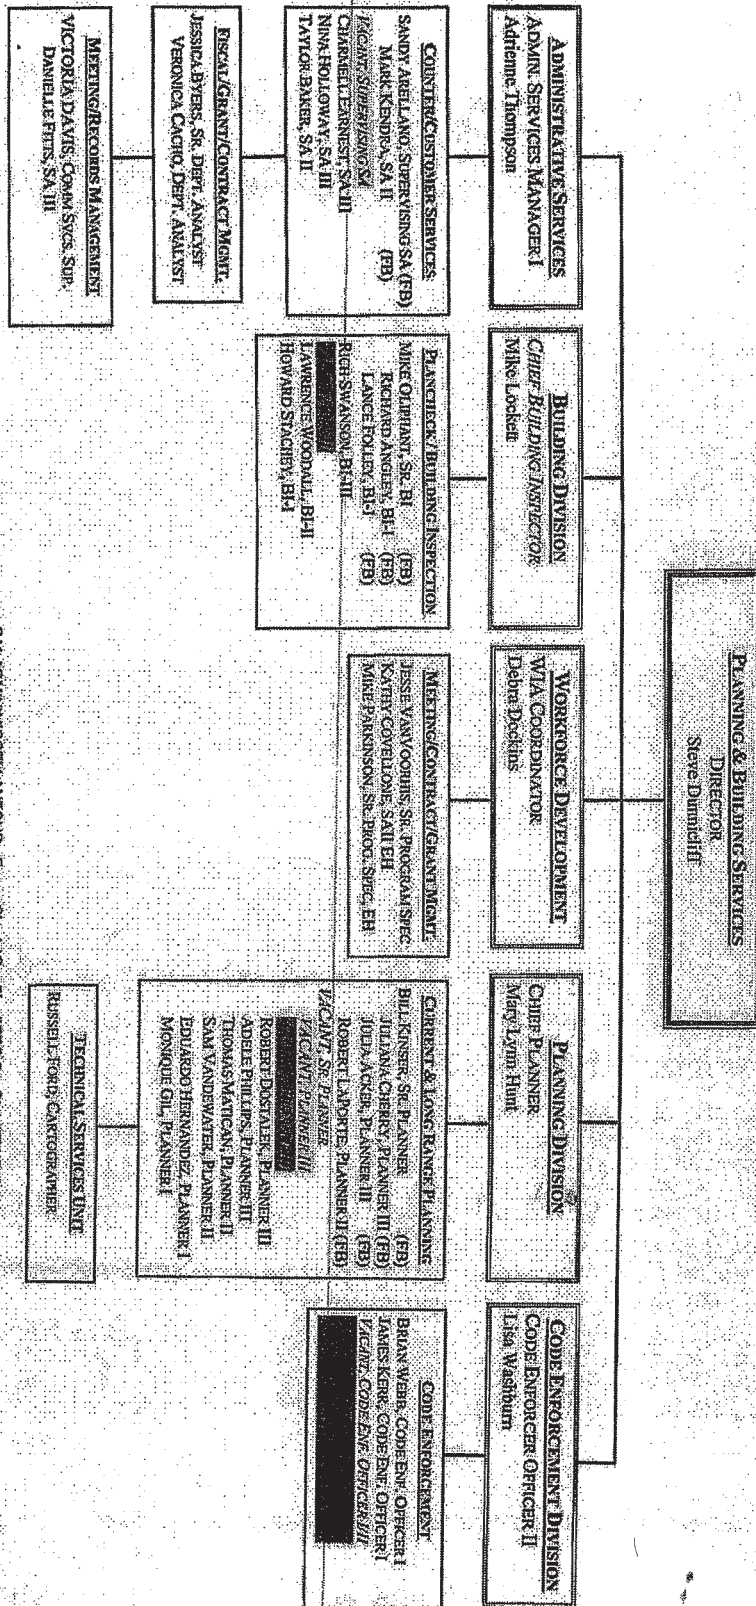 PLANNING & BUILDING SERVICES
DIRECTOR
Steve Dunnicliff
ADMINISTRATIVE SERVICES
ADMIN. SERVICES MANAGER I
Adrienne Thompson
COUNTER/CUSTOMER SERVICES
SANDY ARELLANO, SUPERVISING SA (FB)
MARK KENDRA, SA II (FB)
VACANT SUPERVISING SA
CHARMELL EARNEST, SA III
NINA HOLLOWAY, SA III
TAYLOR BAKER, SA II
FISCAL/GRANT/CONTRACT MGMT.
JESSICA BYERS, SR. DEPT. ANALYST
VERONICA CACHO, DEPT. ANALYST
MEETING/RECORDS MANAGEMENT
VICTORIA DAVIS, COMM SVCS. SUP.
DANIELLE FITTS, SA III
BUILDING DIVISION
CHIEF BUILDING INSPECTOR
Mike Lockett
PLANCHECK/BUILDING INSPECTION
MIKE OLIPHANT, SR. BI (FB)
RICHARD ANGLEY, BI-I (FB)
LANCE FOLLEY, BI-I (FB)
RICH SWANSON, BI-III
LAWRENCE WOODALL, BI-II
HOWARD STACHEY, BI-I
WORKFORCE DEVELOPMENT
WIA COORDINATOR
Debra Dockins
MEETING/CONTRACT/GRANT MGMT.
JESSE VANVOORHIS, SR. PROGRAM SPEC
KATHY COVELLONE, SAII EH
MIKE PARKINSON, SR. PROG. SPEC, EH
PLANNING DIVISION
CHIEF PLANNER
Mary Lynn Hunt
CURRENT & LONG RANGE PLANNING
BILL KINSER, SR. PLANNER (FB)
JULIANA CHERRY, PLANNER III (FB)
JULIA ACKER, PLANNER III (FB)
ROBERT LAPORTE, PLANNER II (FB)
VACANT, SR. PLANNER
VACANT, PLANNER III
ROBERT DOSTALEK, PLANNER III
ADELE PHILLIPS, PLANNER III
THOMAS MATICAN, PLANNER II
SAM VANDEWATER, PLANNER II
EDUARDO HERNANDEZ, PLANNER I
MONIQUE GIL, PLANNER I
TECHNICAL SERVICES UNIT
RUSSELL FORD, CARTOGRAPHER
CODE ENFORCEMENT DIVISION
CODE ENFORCER OFFICER II
Lisa Washburn
CODE ENFORCEMENT
BRIAN WEBB, CODE ENF. OFFICER I
JAMES KERR, CODE ENF. OFFICER I
VACANT, CODE ENF. OFFICER III